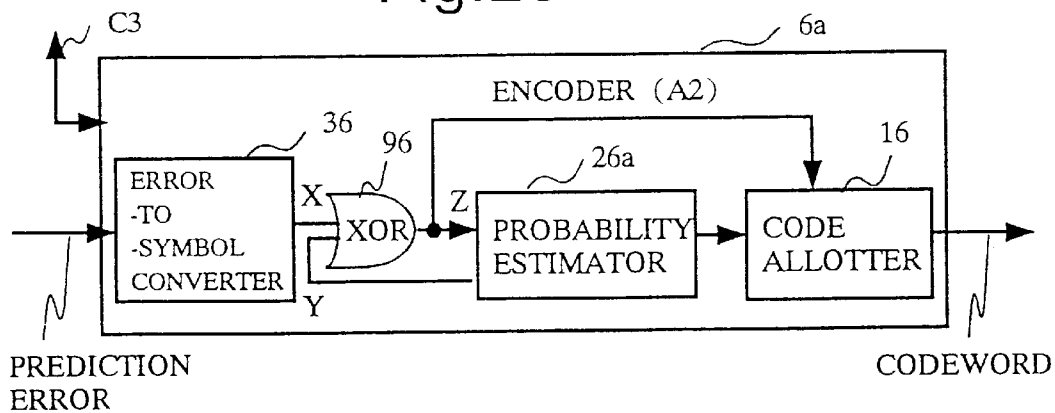 C3
6a
ENCODER (A2)
36
96
26a
16
ERROR
-TO
-SYMBOL
CONVERTER
X
XOR
Z
Y
PROBABILITY
ESTIMATOR
CODE
ALLOTTER
PREDICTION
ERROR
CODEWORD